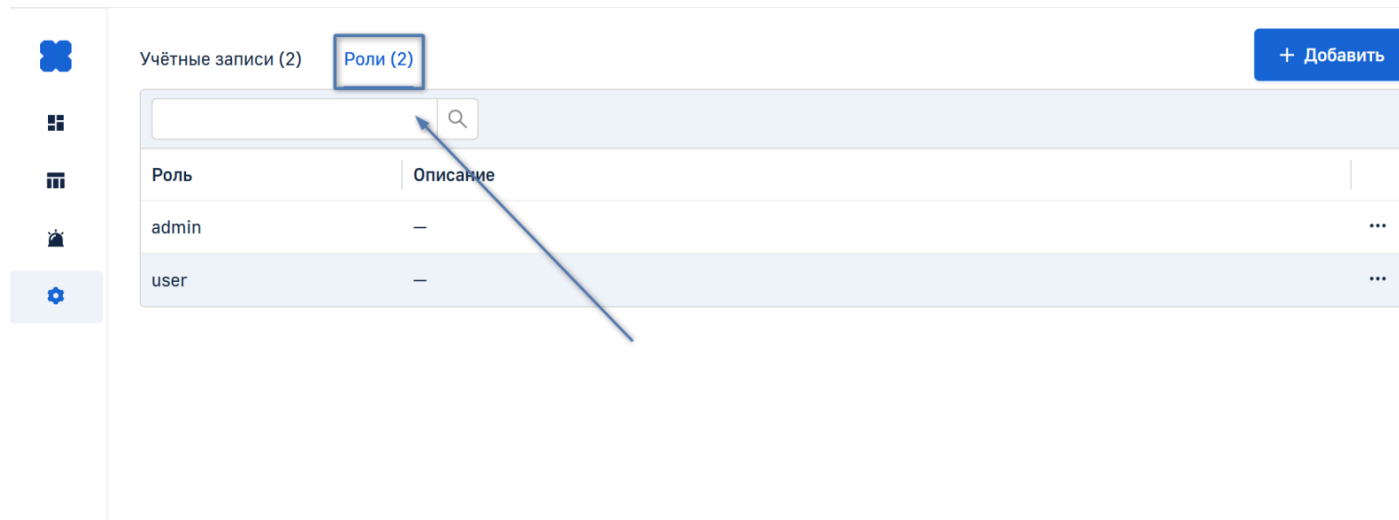 Учётные записи (2) Роли (2) + Добавить
Роль Описание
admin —
user —